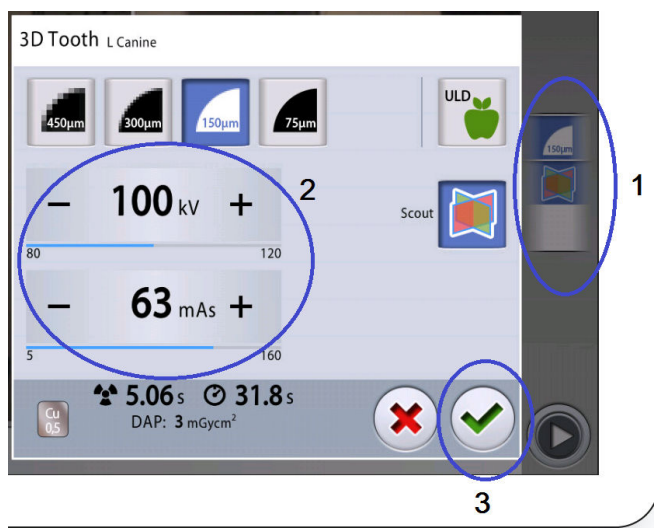 3D Tooth L Canine
450µm 300µm 150µm 75µm ULD
150µm
1
2
− 100 kV +
Scout
80 120
− 63 mAs +
5 160
5.06 s 31.8 s
Cu 0,5
DAP: 3 mGycm²
3